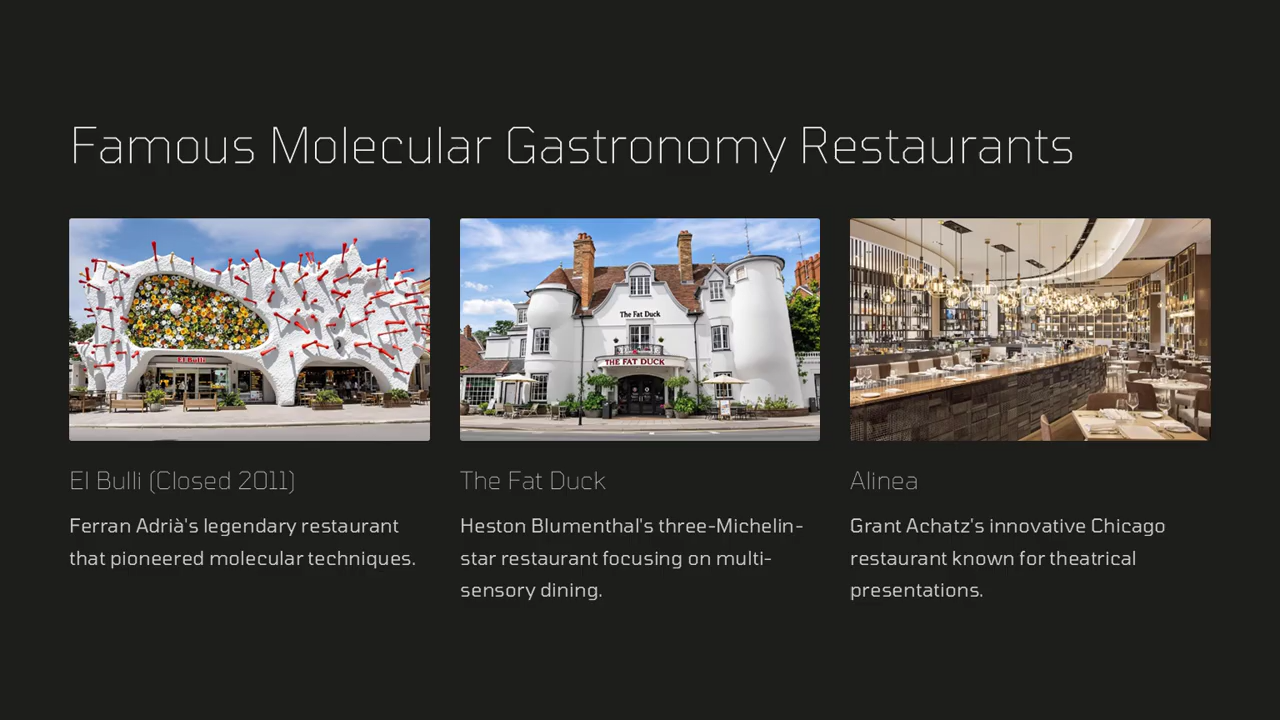 Famous Molecular Gastronomy Restaurants
El Bulli
The Fat Duck
THE FAT DUCK
El Bulli (Closed 2011)
Ferran Adrià's legendary restaurant
that pioneered molecular techniques.
The Fat Duck
Heston Blumenthal's three-Michelin-
star restaurant focusing on multi-
sensory dining.
Alinea
Grant Achatz's innovative Chicago
restaurant known for theatrical
presentations.